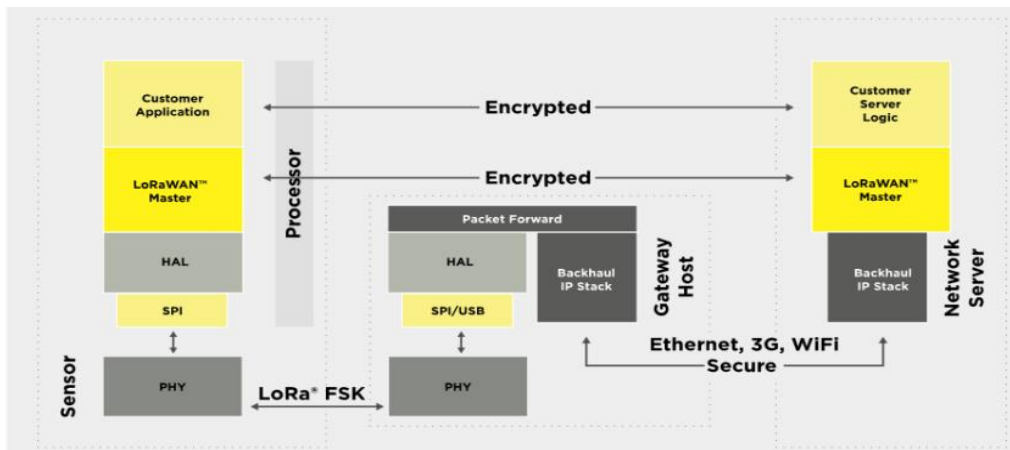 Customer
Application
LoRaWAN™
Master
HAL
SPI
PHY
Sensor
Processor
Encrypted
Encrypted
LoRa® FSK
Packet Forward
HAL
SPI/USB
PHY
Backhaul
IP Stack
Gateway
Host
Ethernet, 3G, WiFi
Secure
Customer
Server
Logic
LoRaWAN™
Master
Backhaul
IP Stack
Network
Server